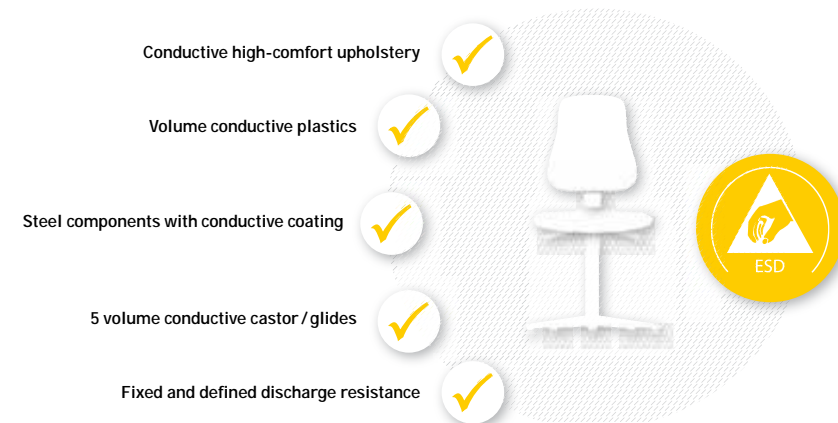 Conductive high-comfort upholstery
Volume conductive plastics
Steel components with conductive coating
ESD
5 volume conductive castor / glides
Fixed and defined discharge resistance